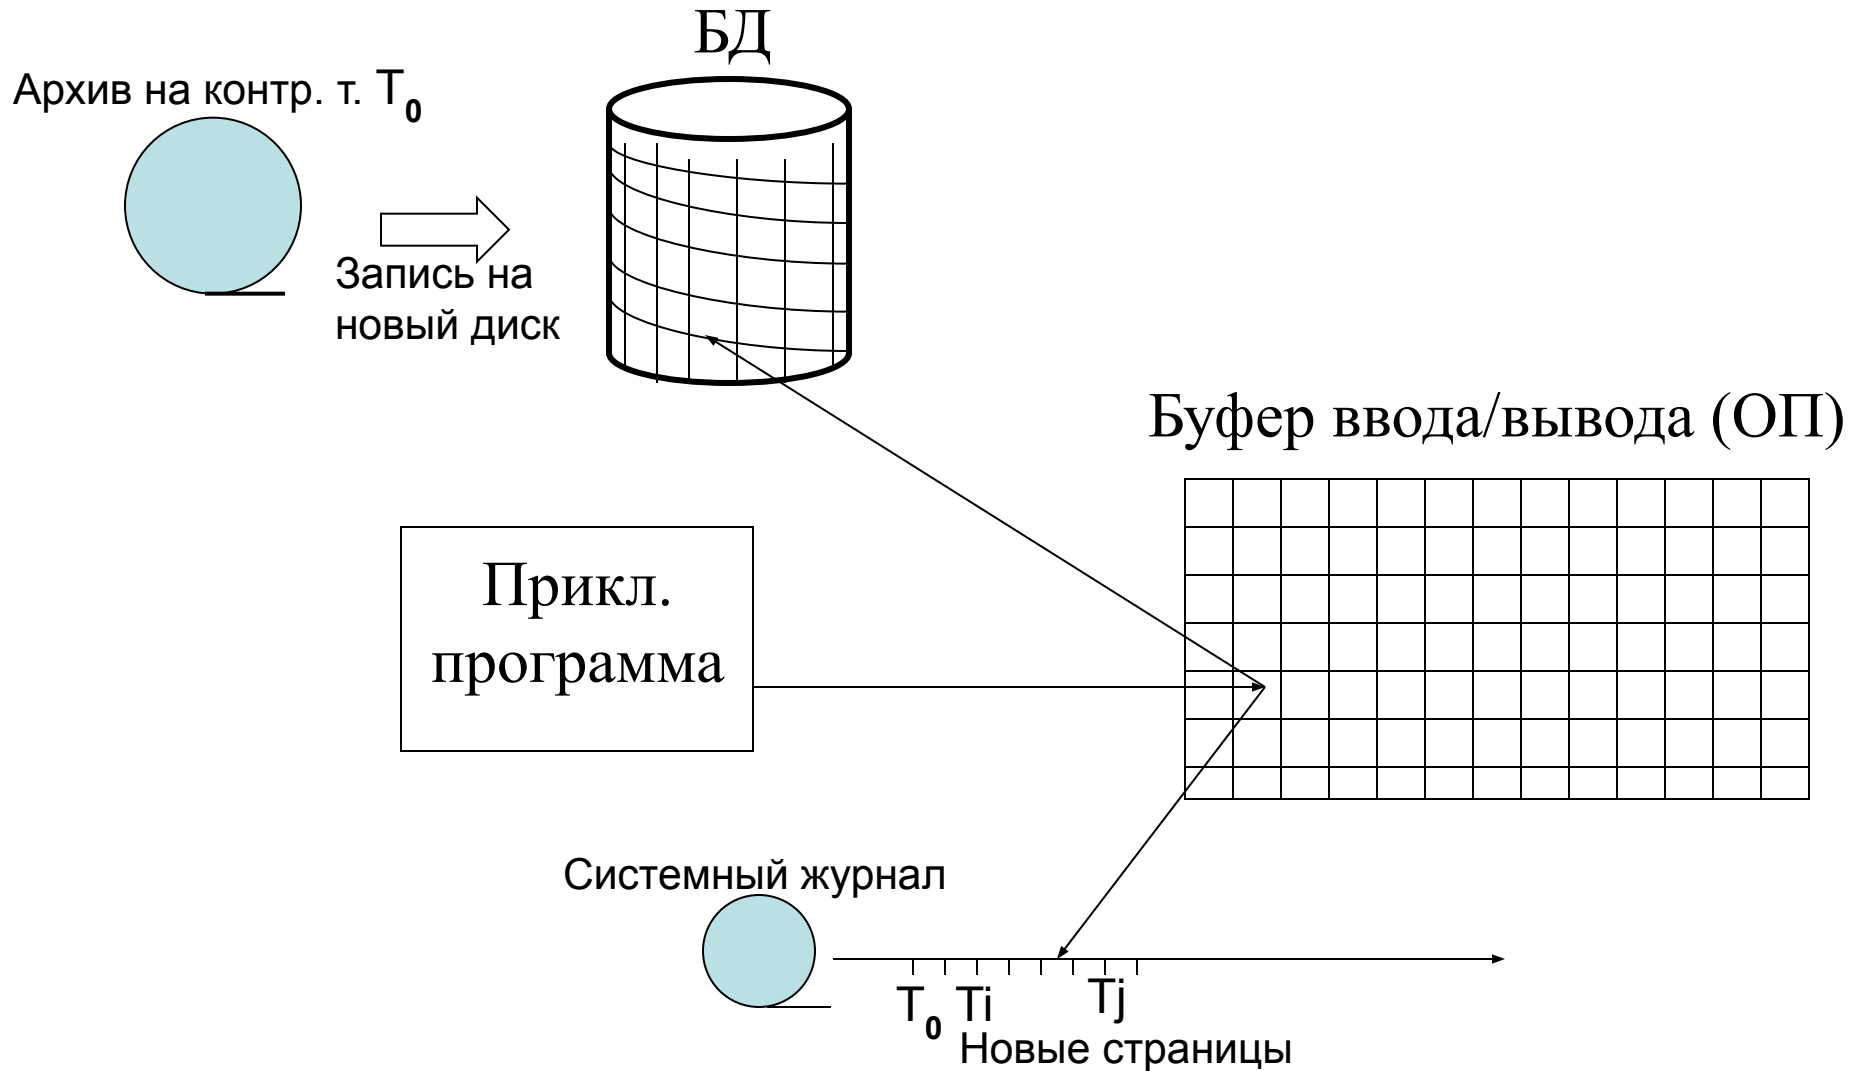 БД
Архив на контр. т. T0
Запись на
новый диск
Буфер ввода/вывода (ОП)
Прикл.
программа
Системный журнал
T0 Ti Tj
Новые страницы